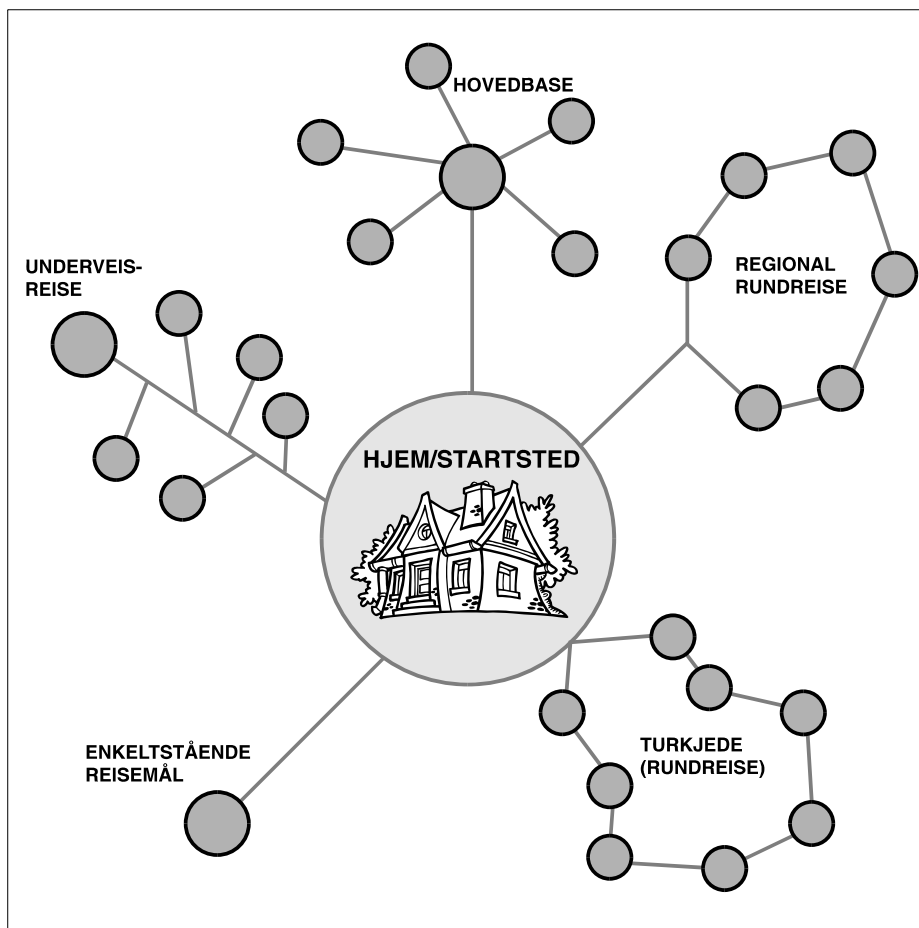 HOVEDBASE
UNDERVEIS-
REISE
REGIONAL
RUNDREISE
HJEM/STARTSTED
ENKELTSTÅENDE
REISEMÅL
TURKJEDE
(RUNDREISE)